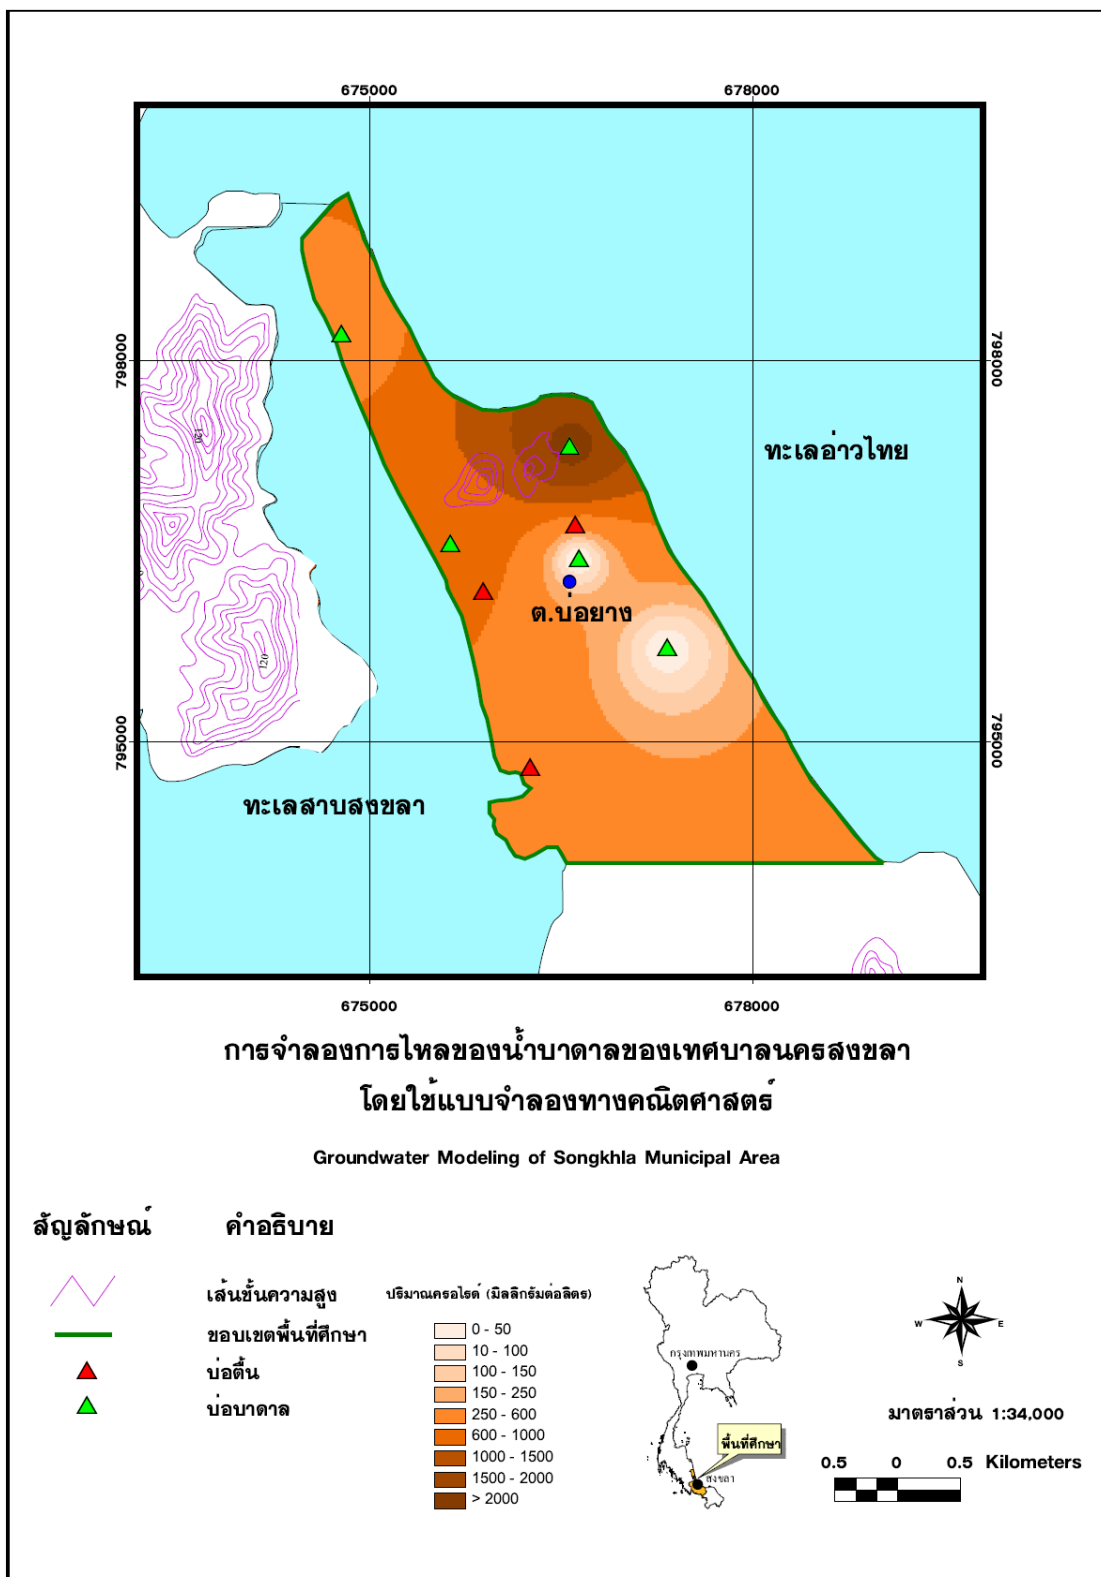 675000 678000
798000 798000
120
ทะเลอ่าวไทย
ต.บ่อยาง
120
795000 795000
ทะเลสาบสงขลา
675000 678000
การจำลองการไหลของน้ำบาดาลของเทศบาลนครสงขลา
โดยใช้แบบจำลองทางคณิตศาสตร์
Groundwater Modeling of Songkhla Municipal Area
สัญลักษณ์ คำอธิบาย
เส้นชั้นความสูง
ขอบเขตพื้นที่ศึกษา
บ่อตื้น
บ่อบาดาล
ปริมาณครอไรด์ (มิลลิกรัมต่อลิตร)
0 - 50
10 - 100
100 - 150
150 - 250
250 - 600
600 - 1000
1000 - 1500
1500 - 2000
> 2000
กรุงเทพมหานคร
พื้นที่ศึกษา
สงขลา
N
W E
S
มาตราส่วน 1:34,000
0.5 0 0.5 Kilometers